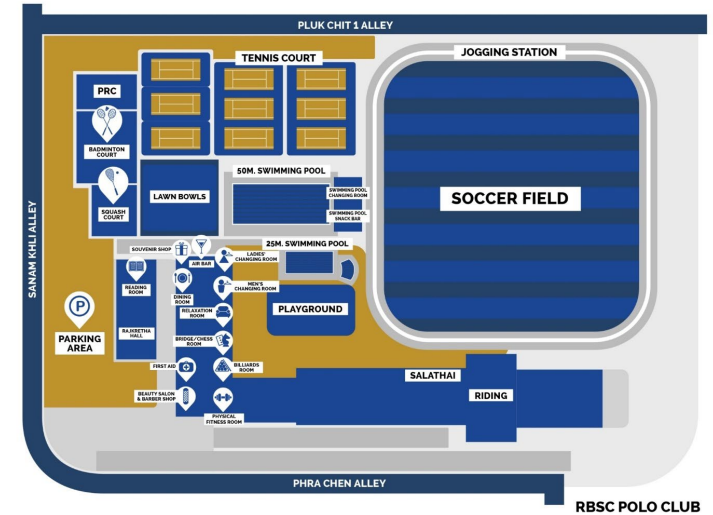 PLUK CHIT 1 ALLEY
JOGGING STATION
TENNIS COURT
PRC
BADMINTON
COURT
50M. SWIMMING POOL
SWIMMING POOL
CHANGING ROOM
LAWN BOWLS
SOCCER FIELD
SQUASH
COURT
SWIMMING POOL
SNACK BAR
SANAM KHLI ALLEY
SOUVENIR SHOP
AIR BAR
25M. SWIMMING POOL
LADIES'
CHANGING ROOM
READING
ROOM
DINING
ROOM
MEN'S
CHANGING ROOM
P
PARKING
AREA
RELAXATION
ROOM
PLAYGROUND
RAJKRETHA
HALL
BRIDGE/CHESS
ROOM
FIRST AID
BILLIARDS
ROOM
SALATHAI
RIDING
BEAUTY SALON
& BARBER SHOP
PHYSICAL
FITNESS ROOM
PHRA CHEN ALLEY
RBSC POLO CLUB